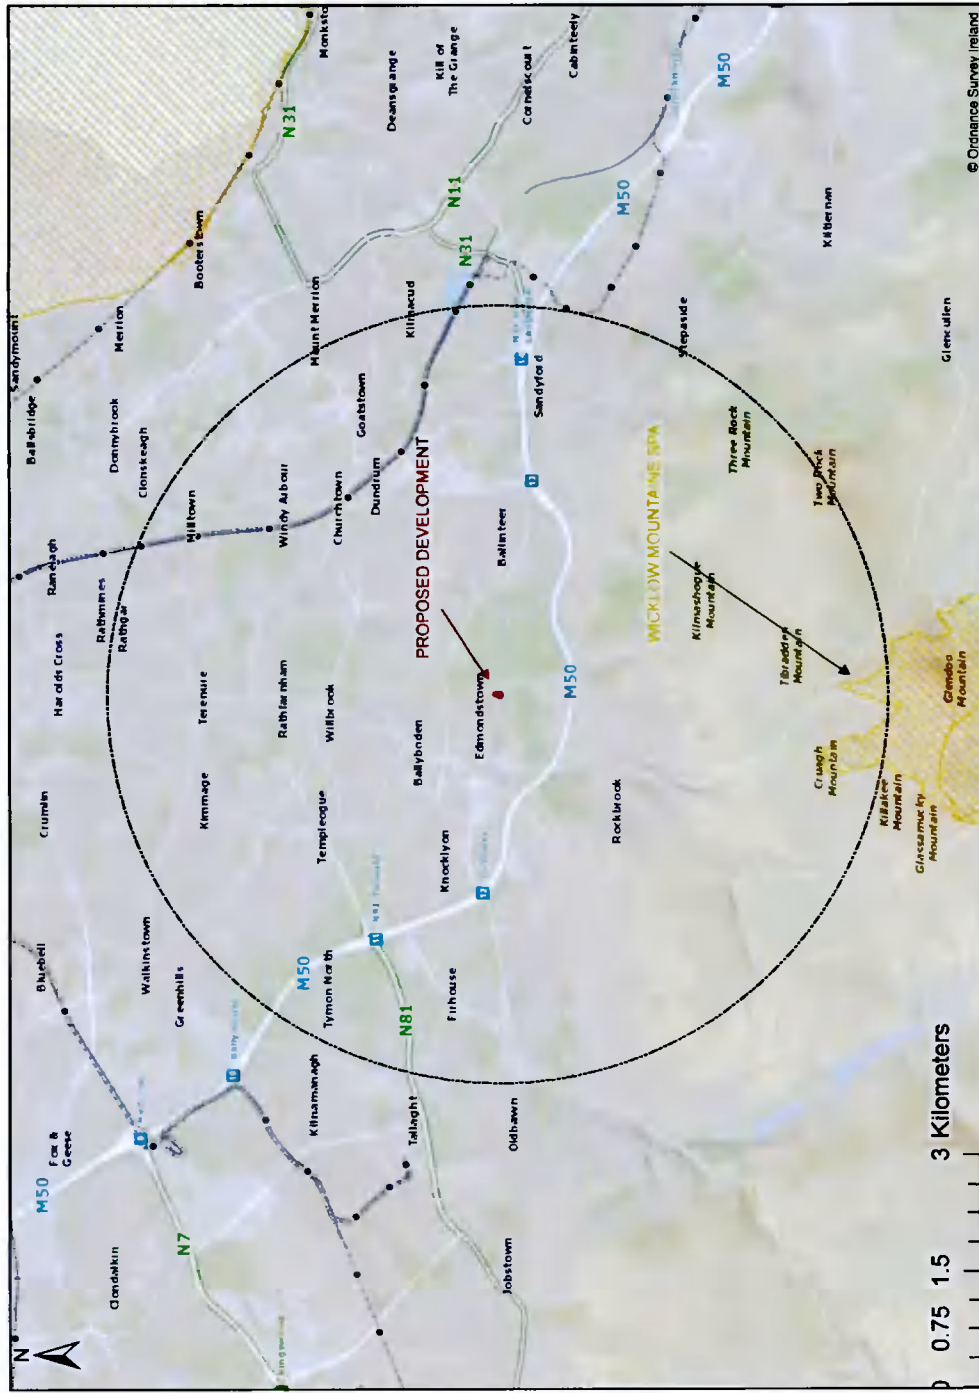 N
Sandymount
Ballsbridge
Merrion
Booterstown
Donnybrook
Clonskeagh
N31
Monkst
Ranelagh
Rathmines
Rathgar
Harolds Cross
Milltown
Windy Arbour
Mount Merrion
Deansgrange
Kill of
The Grange
Crumlin
Terenure
Kimmage
Rathfarnham
Willbrook
Churchtown
Goatstown
Dundrum
Kilmacud
N11
N31
Cornelscourt
Cabinteely
Bluebell
Walkinstown
Greenhills
Templeogue
PROPOSED DEVELOPMENT
Fox &
Geese
M50
N7
Clondalkin
M50
Tymon North
Kilnamanagh
N81
Ballyboden
Edmondstown
Knocklyon
Firhouse
Tallaght
Oldbawn
Jobstown
11
12
13
Ballinteer
Sandyford
M50
M50
M50
Rockbrook
Stepaside
Kiltiernan
Glencullen
WICKLOW MOUNTAINS SPA
Kilmashogue
Mountain
Three Rock
Mountain
Two Rock
Mountain
Tibradden
Mountain
Cruagh
Mountain
Killakee
Mountain
Glassamucky
Mountain
Glendoo
Mountain
0 0.75 1.5 3 Kilometers
© Ordnance Survey Ireland